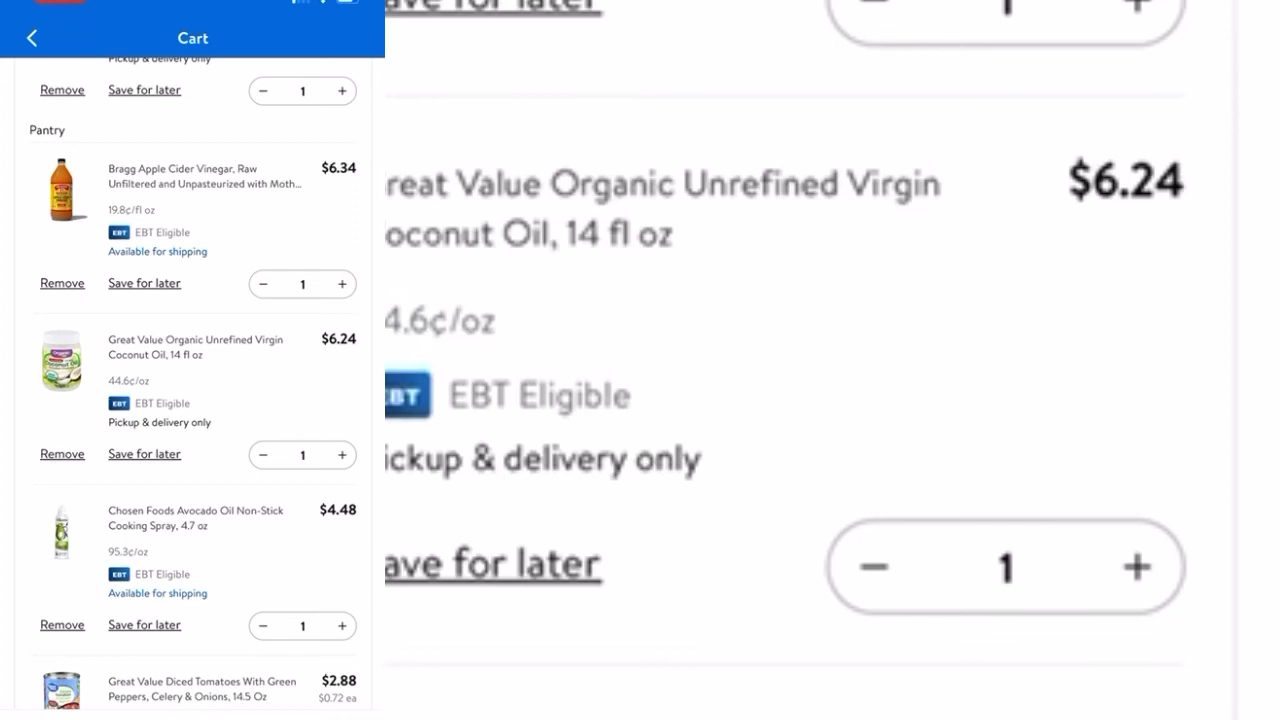 Cart
Pickup & delivery only
Remove Save for later − 1 +
Pantry
Bragg Apple Cider Vinegar, Raw $6.34
Unfiltered and Unpasteurized with Moth...
19.8¢/fl oz
EBT EBT Eligible
Available for shipping
Remove Save for later − 1 +
Great Value Organic Unrefined Virgin $6.24
Coconut Oil, 14 fl oz
44.6¢/oz
EBT EBT Eligible
Pickup & delivery only
Remove Save for later − 1 +
Chosen Foods Avocado Oil Non-Stick $4.48
Cooking Spray, 4.7 oz
95.3¢/oz
EBT EBT Eligible
Available for shipping
Remove Save for later − 1 +
Great Value Diced Tomatoes With Green $2.88
Peppers, Celery & Onions, 14.5 Oz $0.72 ea
ave for later − 1 +
reat Value Organic Unrefined Virgin $6.24
oconut Oil, 14 fl oz
4.6¢/oz
EBT EBT Eligible
ickup & delivery only
ave for later − 1 +